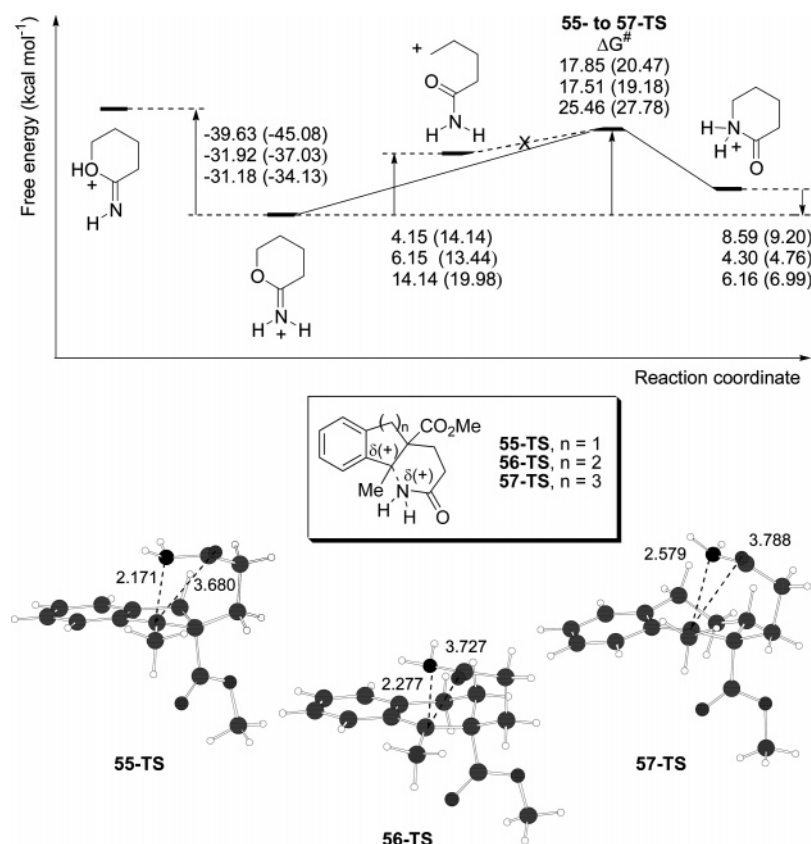 55- to 57-TS
ΔG#
17.85 (20.47)
17.51 (19.18)
25.46 (27.78)
Free energy (kcal mol-1)
+
O
N
H H
X
H N
H +
O
HO
+
N
H
-39.63 (-45.08)
-31.92 (-37.03)
-31.18 (-34.13)
O
N
H H
+
4.15 (14.14)
6.15 (13.44)
14.14 (19.98)
8.59 (9.20)
4.30 (4.76)
6.16 (6.99)
Reaction coordinate
( )n
CO2Me
δ(+)
δ(+)
Me
N
H H
O
55-TS, n = 1
56-TS, n = 2
57-TS, n = 3
2.171
3.680
55-TS
2.277
3.727
56-TS
2.579
3.788
57-TS